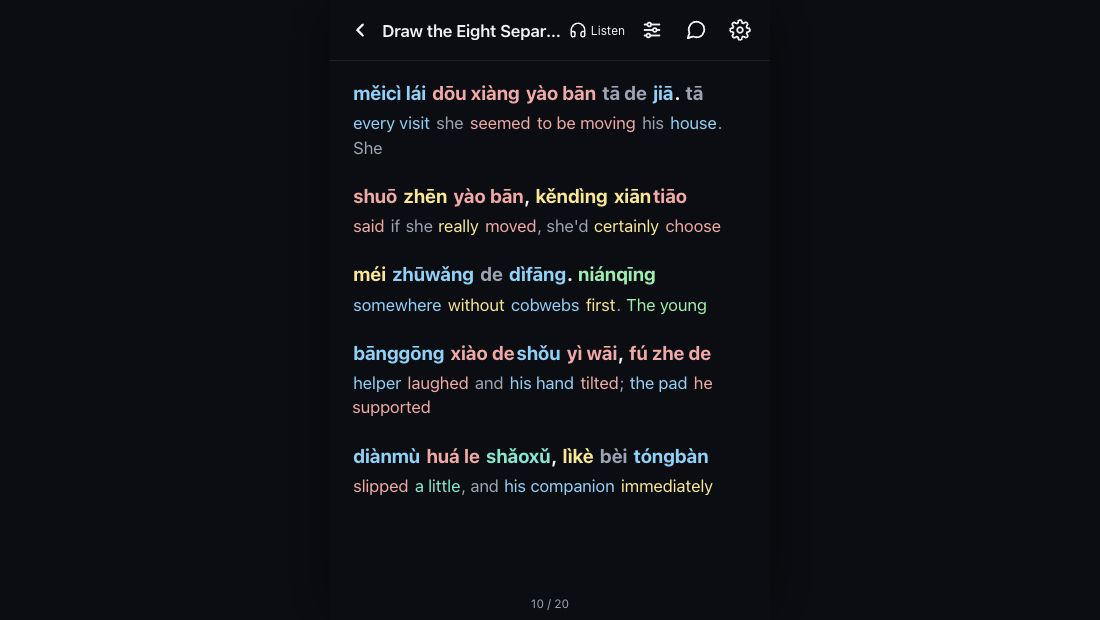 Draw the Eight Separ... Listen
měicì lái dōu xiàng yào bān tā de jiā. tā
every visit she seemed to be moving his house.
She
shuō zhēn yào bān, kěndìng xiān tiāo
said if she really moved, she'd certainly choose
méi zhūwǎng de dìfāng. niánqīng
somewhere without cobwebs first. The young
bānggōng xiào de shǒu yì wāi, fú zhe de
helper laughed and his hand tilted; the pad he
supported
diànmù huá le shǎoxǔ, lìkè bèi tóngbàn
slipped a little, and his companion immediately
10 / 20